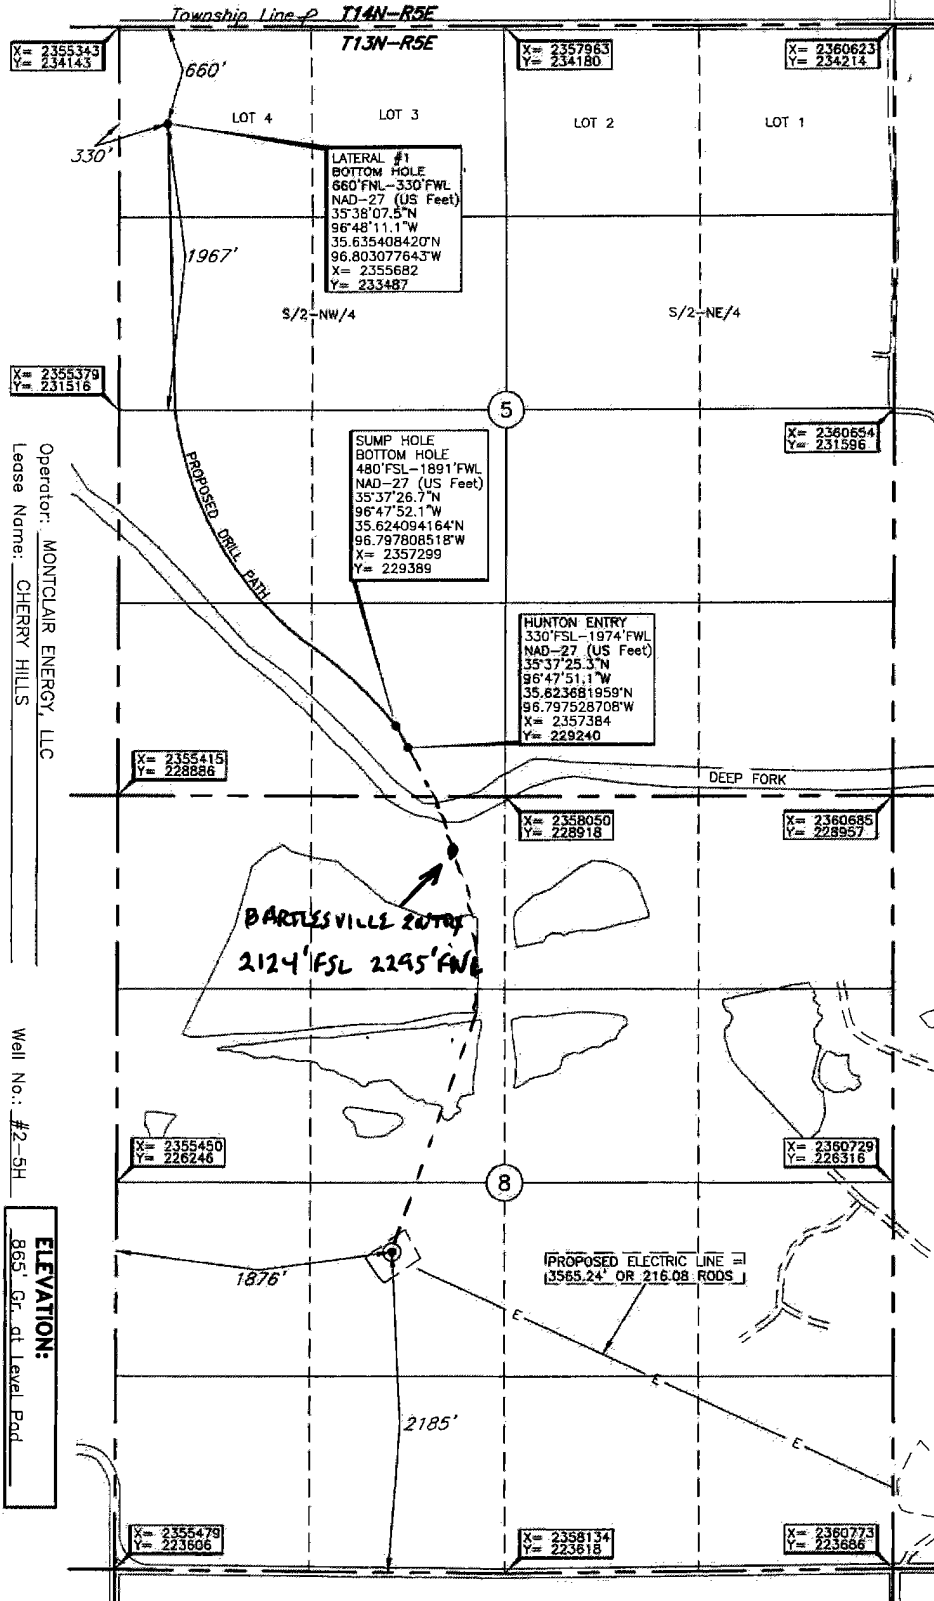 Township Line
T14N-R5E
T13N-R5E
X= 2355343
Y= 234143
X= 2357963
Y= 234180
X= 2360623
Y= 234214
660'
330'
LOT 4
LOT 3
LOT 2
LOT 1
LATERAL #1
BOTTOM HOLE
660'FNL-330'FWL
NAD-27 (US Feet)
35°38'07.5"N
96°48'11.1"W
35.635408420°N
96.803077643°W
X= 2355682
Y= 233487
1967'
S/2-NW/4
S/2-NE/4
X= 2355379
Y= 231516
5
X= 2360654
Y= 231596
SUMP HOLE
BOTTOM HOLE
480'FSL-1891'FWL
NAD-27 (US Feet)
35°37'26.7"N
96°47'52.1"W
35.624094164°N
96.797808518°W
X= 2357299
Y= 229389
PROPOSED DRILL PATH
Operator: MONTCLAIR ENERGY, LLC
Lease Name: CHERRY HILLS
HUNTON ENTRY
330'FSL-1974'FWL
NAD-27 (US Feet)
35°37'25.3"N
96°47'51.1"W
35.623681959°N
96.797528708°W
X= 2357384
Y= 229240
X= 2355415
Y= 228886
DEEP FORK
X= 2358050
Y= 228918
X= 2360685
Y= 228957
BARTLESVILLE ENTRY
2124'FSL 2295'FWL
Well No.: #2-5H
X= 2355450
Y= 226246
X= 2360729
Y= 226316
8
ELEVATION:
865' Gr. at Level Pad
1876'
PROPOSED ELECTRIC LINE =
3565.24' OR 216.08 RODS
E
E
E
2185'
X= 2355479
Y= 223606
X= 2358134
Y= 223618
X= 2360773
Y= 223686